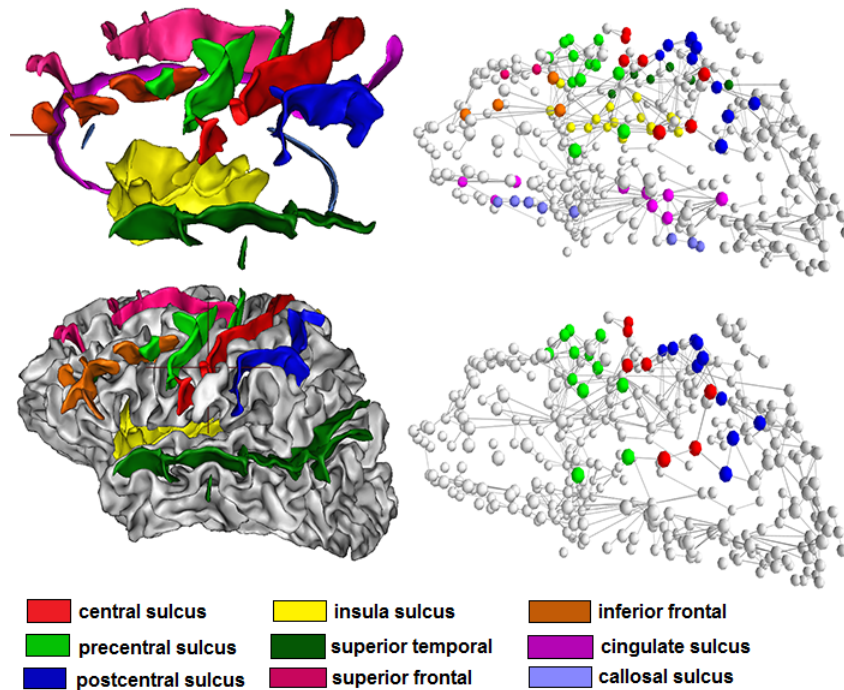 central sulcus insula sulcus inferior frontal
precentral sulcus superior temporal cingulate sulcus
postcentral sulcus superior frontal callosal sulcus